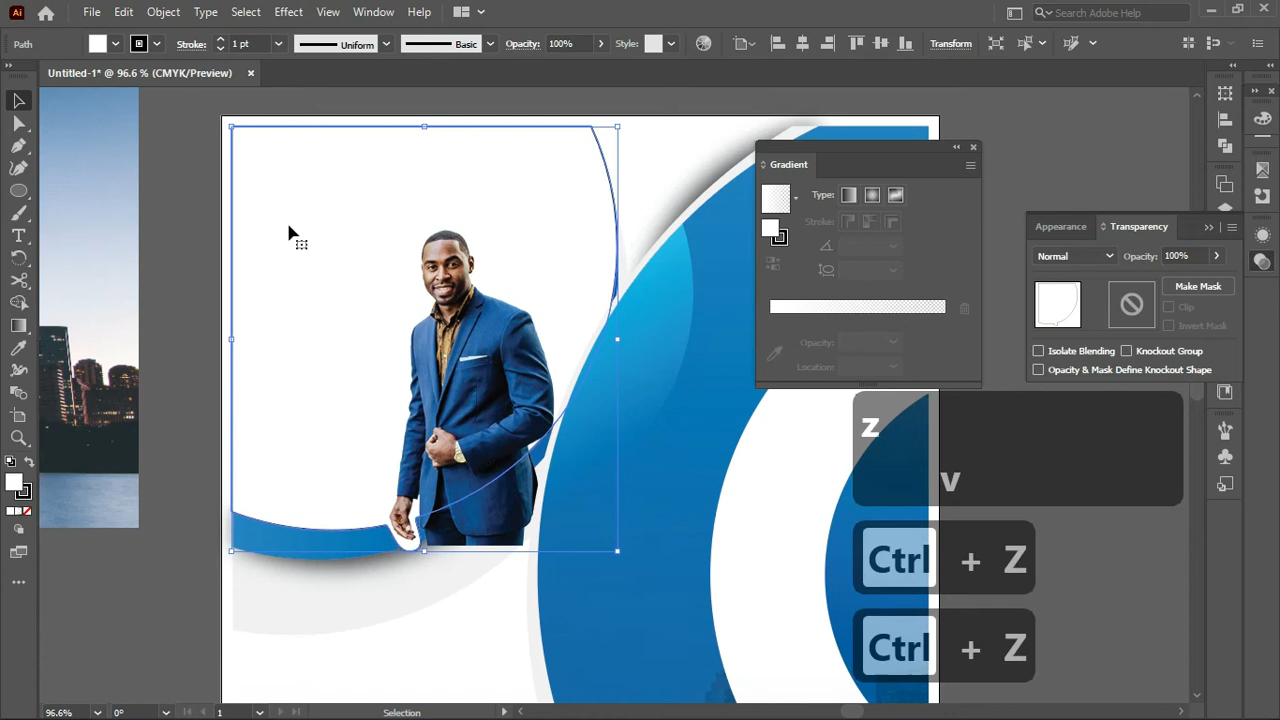 Ai File Edit Object Type Select Effect View Window Help Search Adobe Help
Path Stroke: 1 pt Uniform Basic Opacity: 100% Style: Transform
Untitled-1* @ 96.6 % (CMYK/Preview)
Gradient
Type:
Stroke:
Opacity:
Location:
Appearance Transparency
Normal Opacity: 100%
Make Mask
Clip
Invert Mask
Isolate Blending Knockout Group
Opacity & Mask Define Knockout Shape
z
v
Ctrl + Z
Ctrl + Z
96.6% 0° 1 Selection